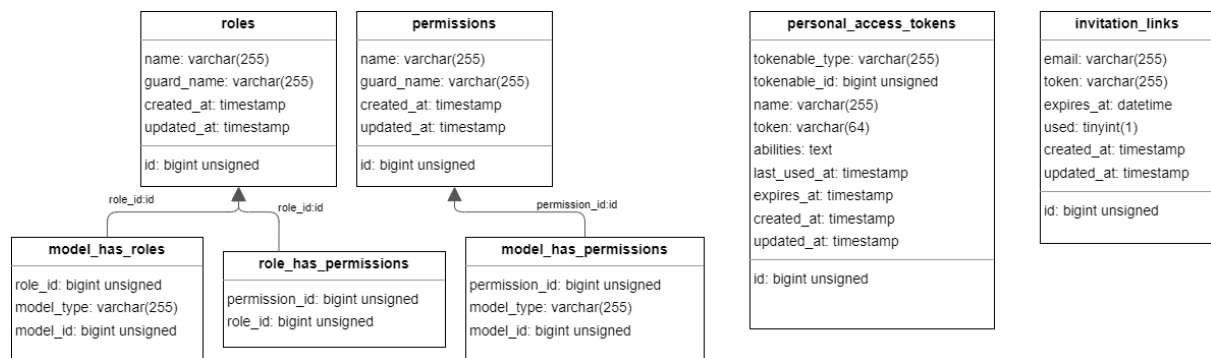 roles
name: varchar(255)
guard_name: varchar(255)
created_at: timestamp
updated_at: timestamp
id: bigint unsigned
permissions
name: varchar(255)
guard_name: varchar(255)
created_at: timestamp
updated_at: timestamp
id: bigint unsigned
personal_access_tokens
tokenable_type: varchar(255)
tokenable_id: bigint unsigned
name: varchar(255)
token: varchar(64)
abilities: text
last_used_at: timestamp
expires_at: timestamp
created_at: timestamp
updated_at: timestamp
id: bigint unsigned
invitation_links
email: varchar(255)
token: varchar(255)
expires_at: datetime
used: tinyint(1)
created_at: timestamp
updated_at: timestamp
id: bigint unsigned
role_id:id
role_id:id
permission_id:id
model_has_roles
role_id: bigint unsigned
model_type: varchar(255)
model_id: bigint unsigned
role_has_permissions
permission_id: bigint unsigned
role_id: bigint unsigned
model_has_permissions
permission_id: bigint unsigned
model_type: varchar(255)
model_id: bigint unsigned